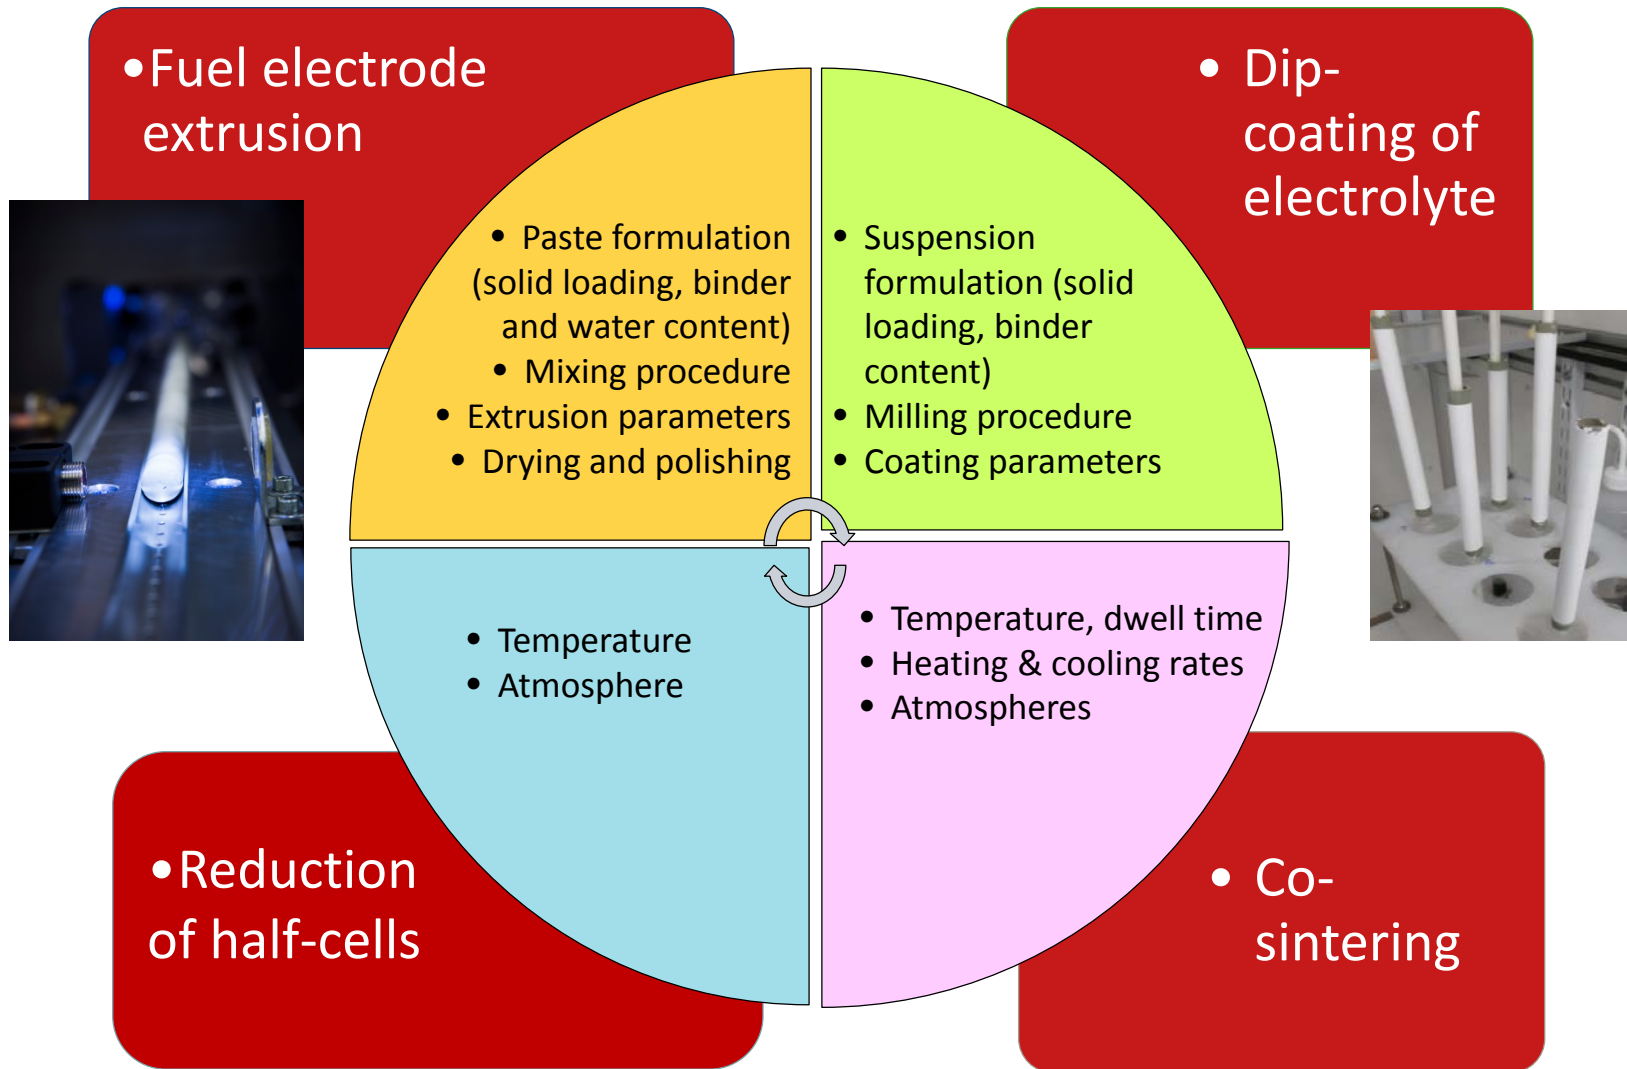 •Fuel electrode
extrusion
• Dip-
coating of
electrolyte
• Paste formulation
(solid loading, binder
and water content)
• Mixing procedure
• Extrusion parameters
• Drying and polishing
• Suspension
formulation (solid
loading, binder
content)
• Milling procedure
• Coating parameters
• Temperature
• Atmosphere
• Temperature, dwell time
• Heating & cooling rates
• Atmospheres
•Reduction
of half-cells
• Co-
sintering